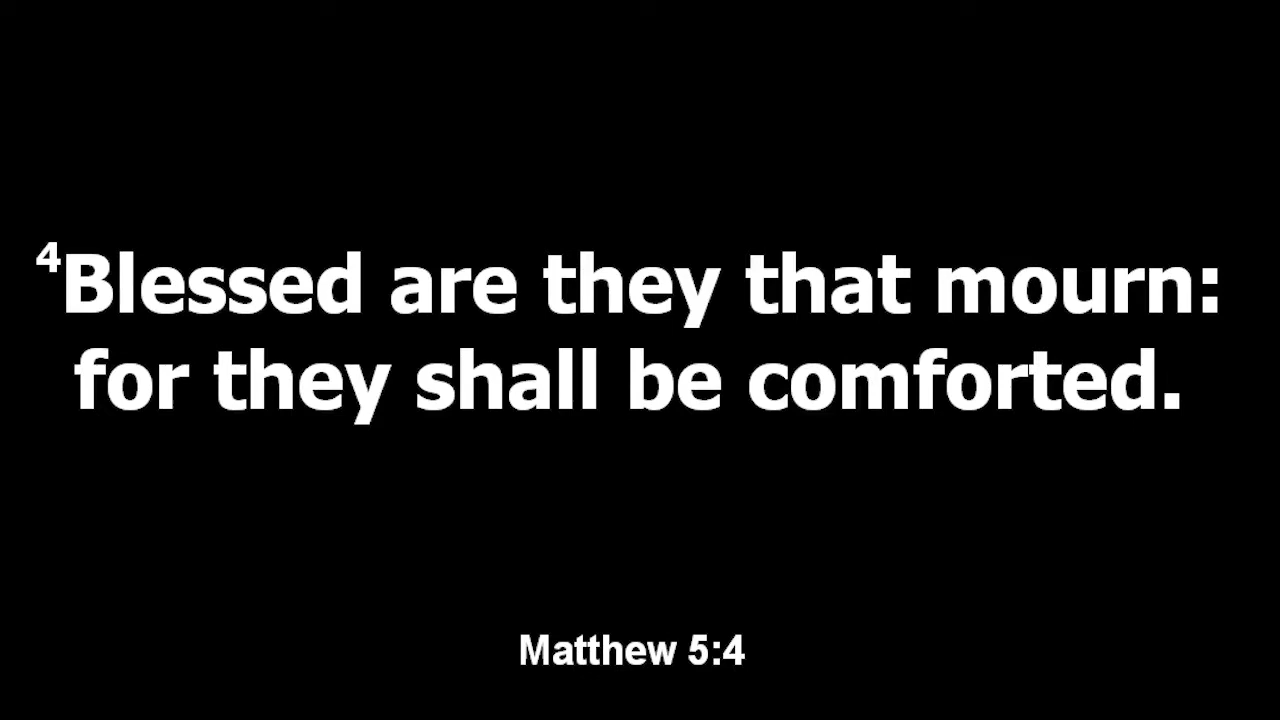 4Blessed are they that mourn:
for they shall be comforted.
Matthew 5:4